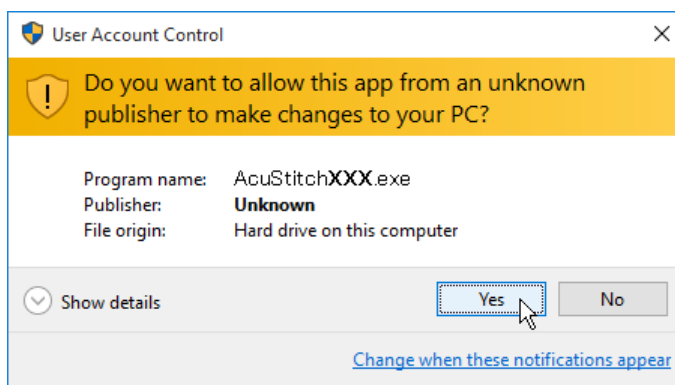 User Account Control
Do you want to allow this app from an unknown
publisher to make changes to your PC?
Program name: AcuStitchXXX.exe
Publisher: Unknown
File origin: Hard drive on this computer
Show details Yes No
Change when these notifications appear